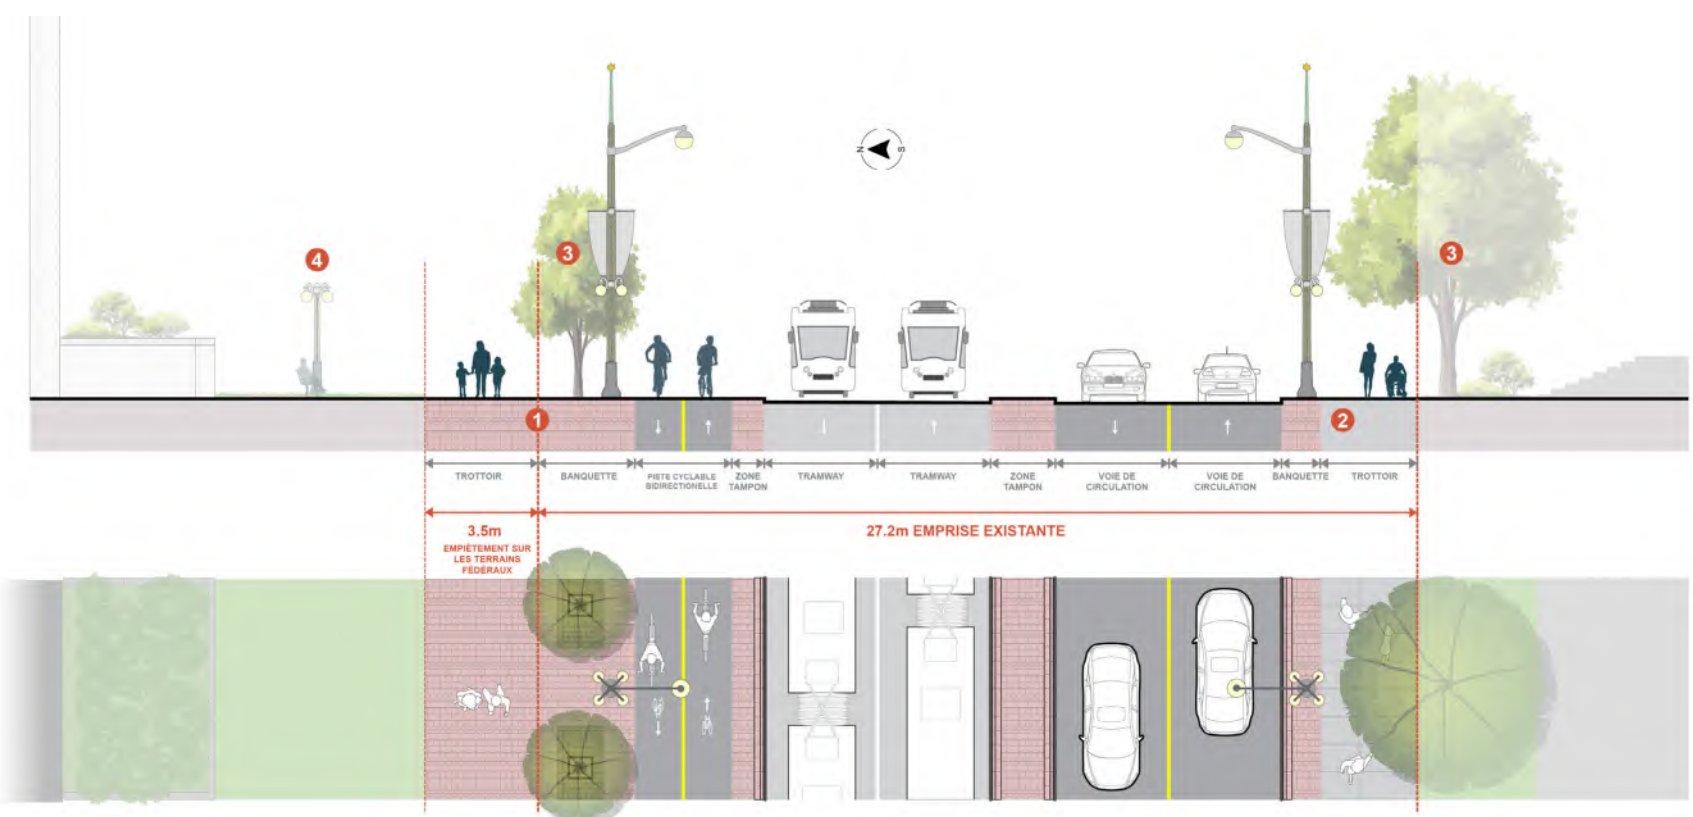 N
S
4
3
3
1
2
TROTTOIR
BANQUETTE
PISTE CYCLABLE
BIDIRECTIONELLE
ZONE
TAMPON
TRAMWAY
TRAMWAY
ZONE
TAMPON
VOIE DE
CIRCULATION
VOIE DE
CIRCULATION
BANQUETTE
TROTTOIR
3.5m
EMPIÈTEMENT SUR
LES TERRAINS
FÉDÉRAUX
27.2m EMPRISE EXISTANTE